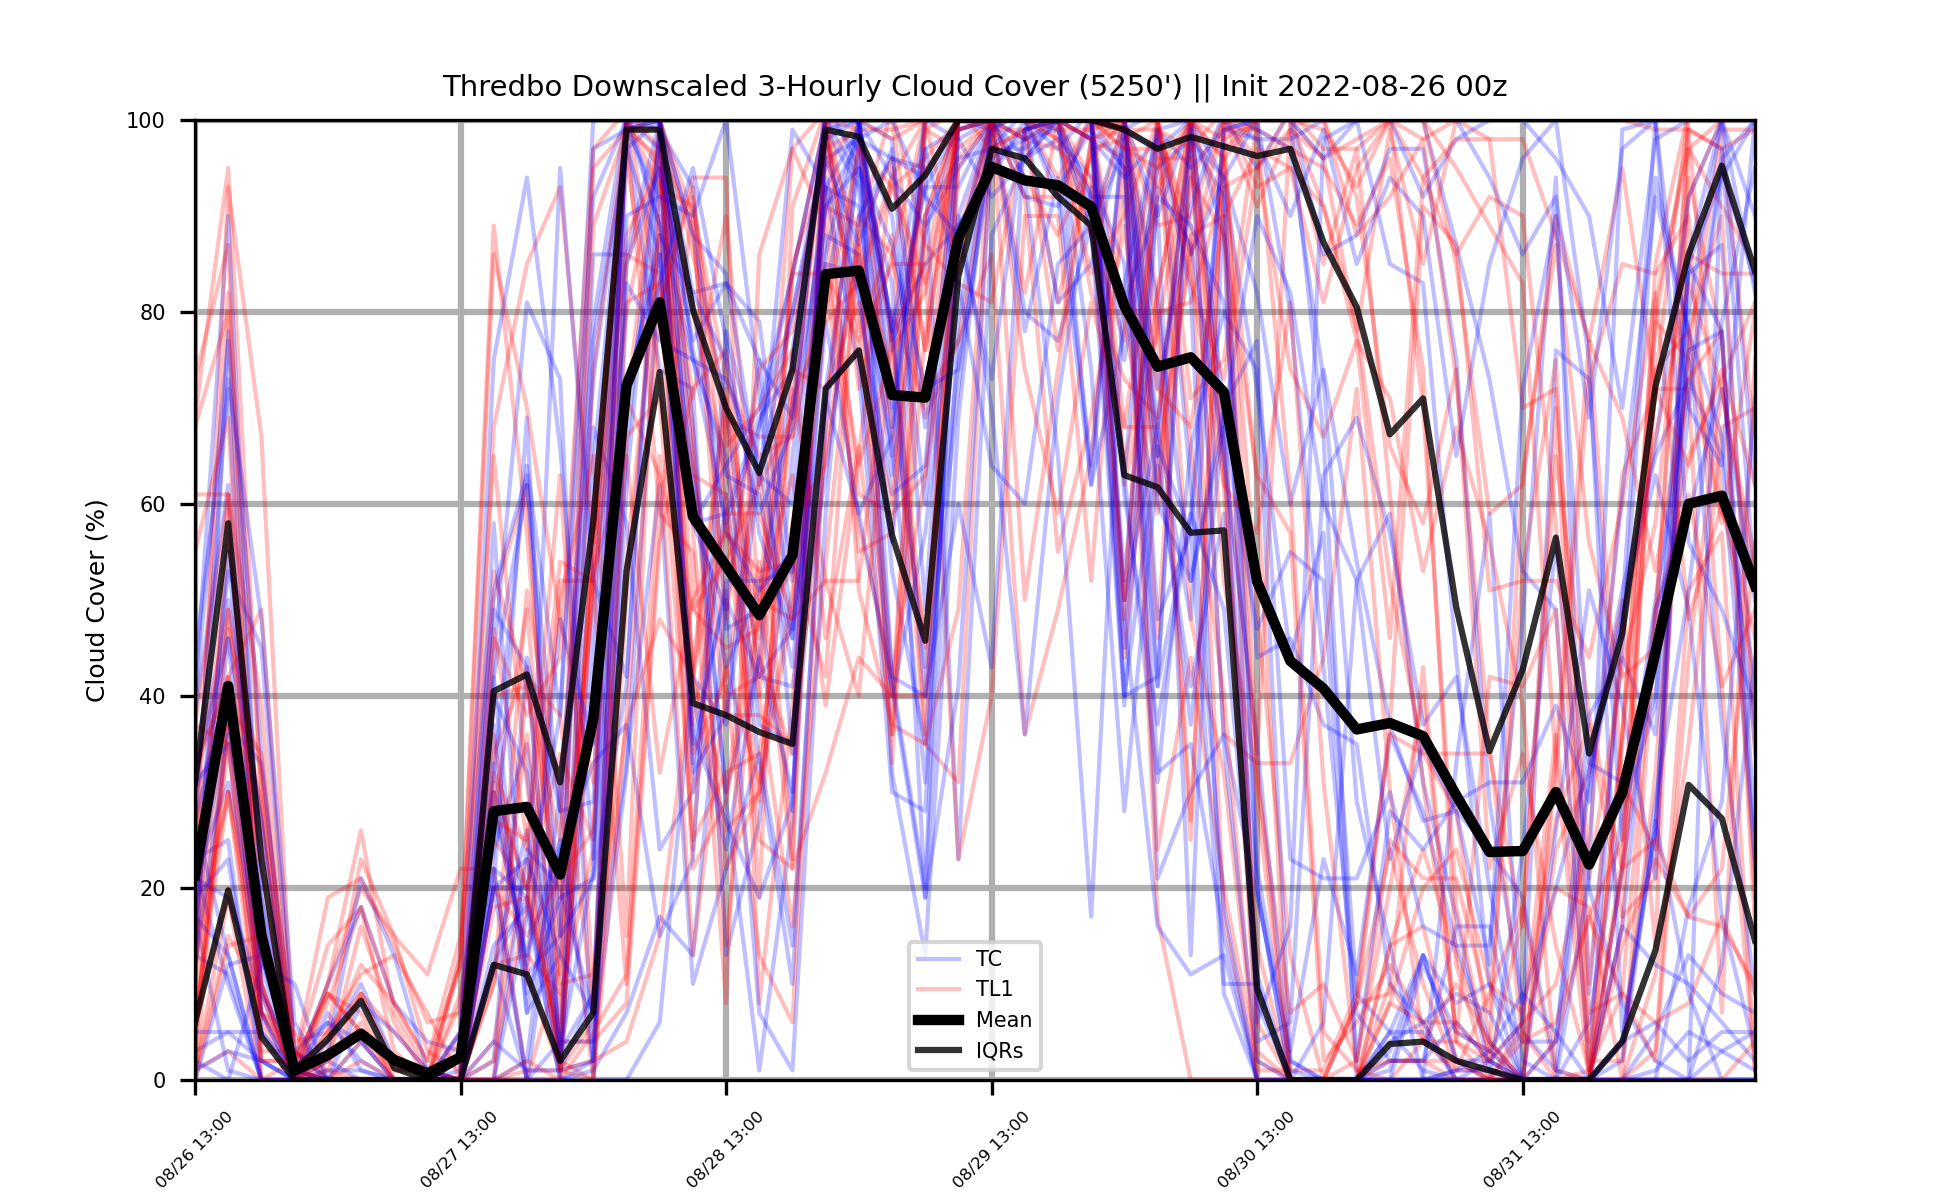 Thredbo Downscaled 3-Hourly Cloud Cover (5250') || Init 2022-08-26 00z
Cloud Cover (%)
100
80
60
40
20
0
TC
TL1
Mean
IQRs
08/26 13:00
08/27 13:00
08/28 13:00
08/29 13:00
08/30 13:00
08/31 13:00